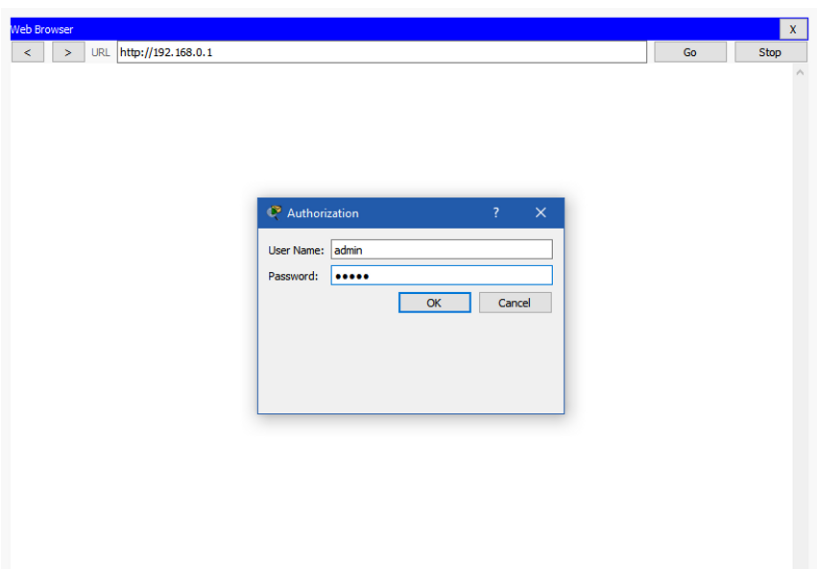 Web Browser X
< > URL http://192.168.0.1 Go Stop
Authorization ? X
User Name: admin
Password: •••••
OK Cancel